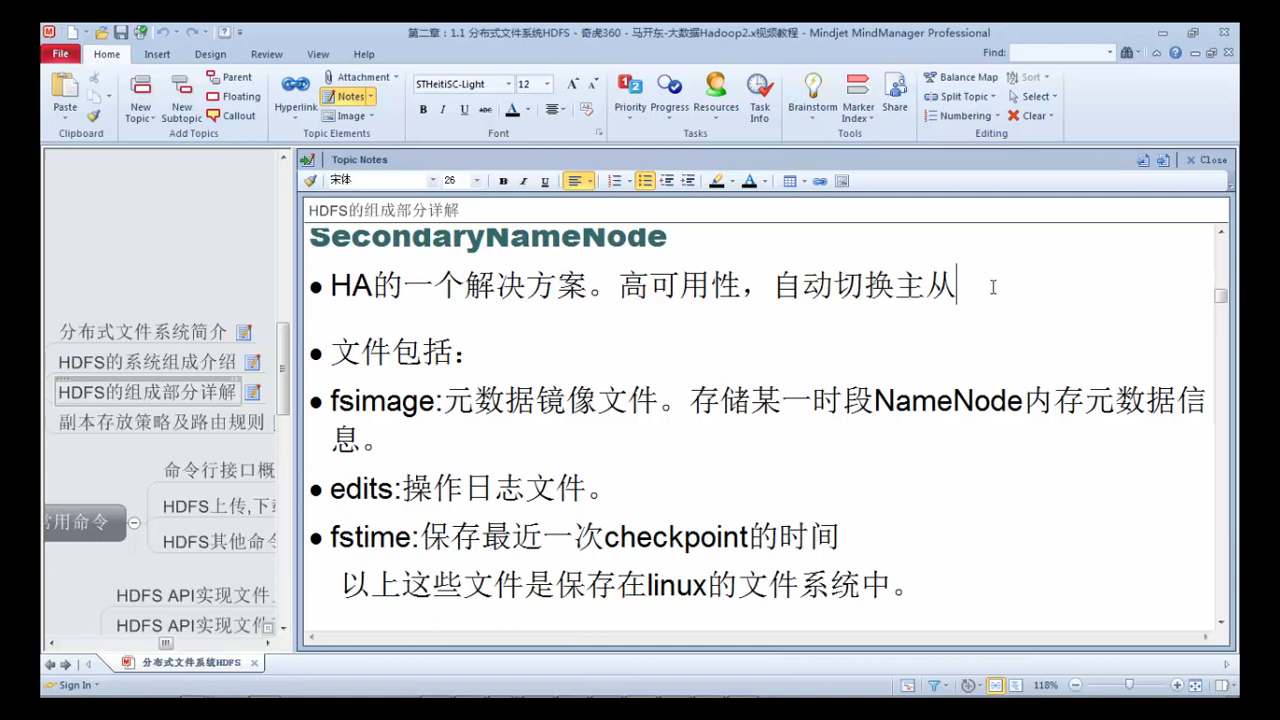 第二章：1.1 分布式文件系统HDFS - 奇虎360 - 马开东-大数据Hadoop2.x视频教程 - Mindjet MindManager Professional
File Home Insert Design Review View Help Find:
Paste
Clipboard
New Topic
New Subtopic
Parent
Floating
Callout
Add Topics
Hyperlink
Attachment
Notes
Image
Topic Elements
STHeitiSC-Light 12
B I U abc A
Font
Priority Progress Resources Task Info
Tasks
Brainstorm Marker Index Share
Tools
Balance Map Sort
Split Topic Select
Numbering Clear
Editing
Topic Notes Close
宋体 26 B I U A
HDFS的组成部分详解
SecondaryNameNode
● HA的一个解决方案。高可用性，自动切换主从
● 文件包括：
● fsimage:元数据镜像文件。存储某一时段NameNode内存元数据信
息。
● edits:操作日志文件。
● fstime:保存最近一次checkpoint的时间
以上这些文件是保存在linux的文件系统中。
分布式文件系统简介
HDFS的系统组成介绍
HDFS的组成部分详解
副本存放策略及路由规则
命令行接口概
常用命令
HDFS上传,下
HDFS其他命令
HDFS API实现文件
HDFS API实现文件
分布式文件系统HDFS
Sign In 118%